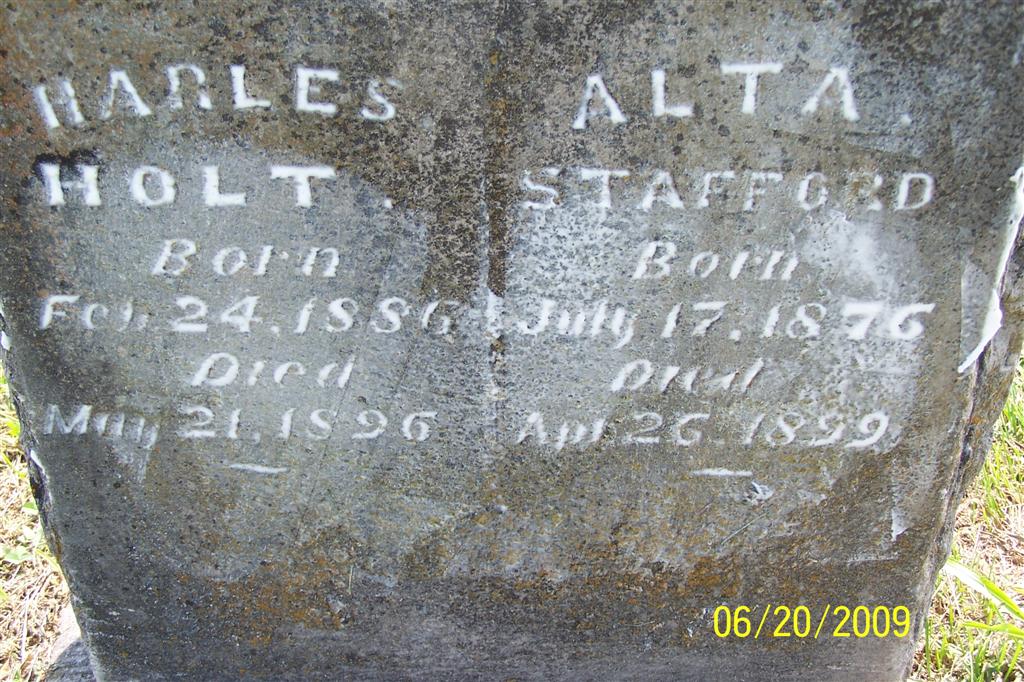 HARLES
HOLT.
Born
Feb 24, 1886
Died
May 21, 1896
ALTA.
STAFFORD
Born
July 17, 1876
Died
Apr 26, 1899
06/20/2009